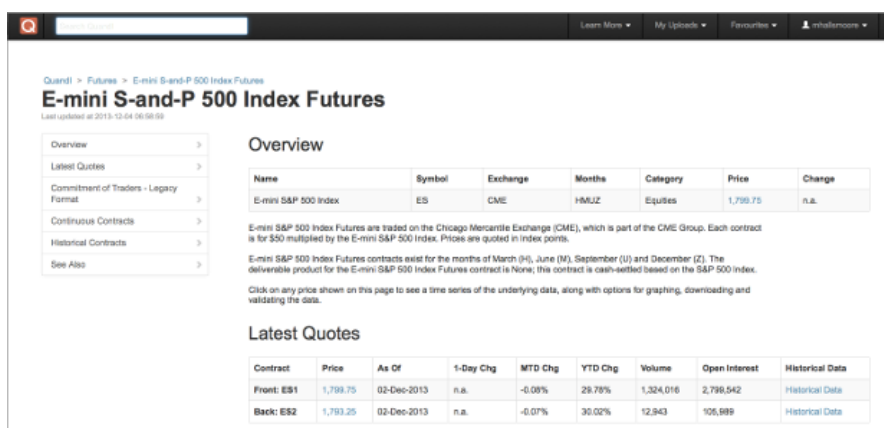 Q
Search Quandl
Learn More
My Uploads
Favourites
mhallsmoore
Quandl > Futures > E-mini S-and-P 500 Index Futures
E-mini S-and-P 500 Index Futures
Last updated at 2013-12-04 06:58:59
Overview
Latest Quotes
Commitment of Traders - Legacy
Format
Continuous Contracts
Historical Contracts
See Also
Overview
Name Symbol Exchange Months Category Price Change
E-mini S&P 500 Index ES CME HMUZ Equities 1,799.75 n.a.
E-mini S&P 500 Index Futures are traded on the Chicago Mercantile Exchange (CME), which is part of the CME Group. Each contract
is for $50 multiplied by the E-mini S&P 500 Index. Prices are quoted in Index points.
E-mini S&P 500 Index Futures contracts exist for the months of March (H), June (M), September (U) and December (Z). The
deliverable product for the E-mini S&P 500 Index Futures contract is None; this contract is cash-settled based on the S&P 500 Index.
Click on any price shown on this page to see a time series of the underlying data, along with options for graphing, downloading and
validating the data.
Latest Quotes
Contract Price As Of 1-Day Chg MTD Chg YTD Chg Volume Open Interest Historical Data
Front: ES1 1,799.75 02-Dec-2013 n.a. -0.08% 29.78% 1,324,016 2,799,542 Historical Data
Back: ES2 1,793.25 02-Dec-2013 n.a. -0.07% 30.02% 12,943 105,989 Historical Data